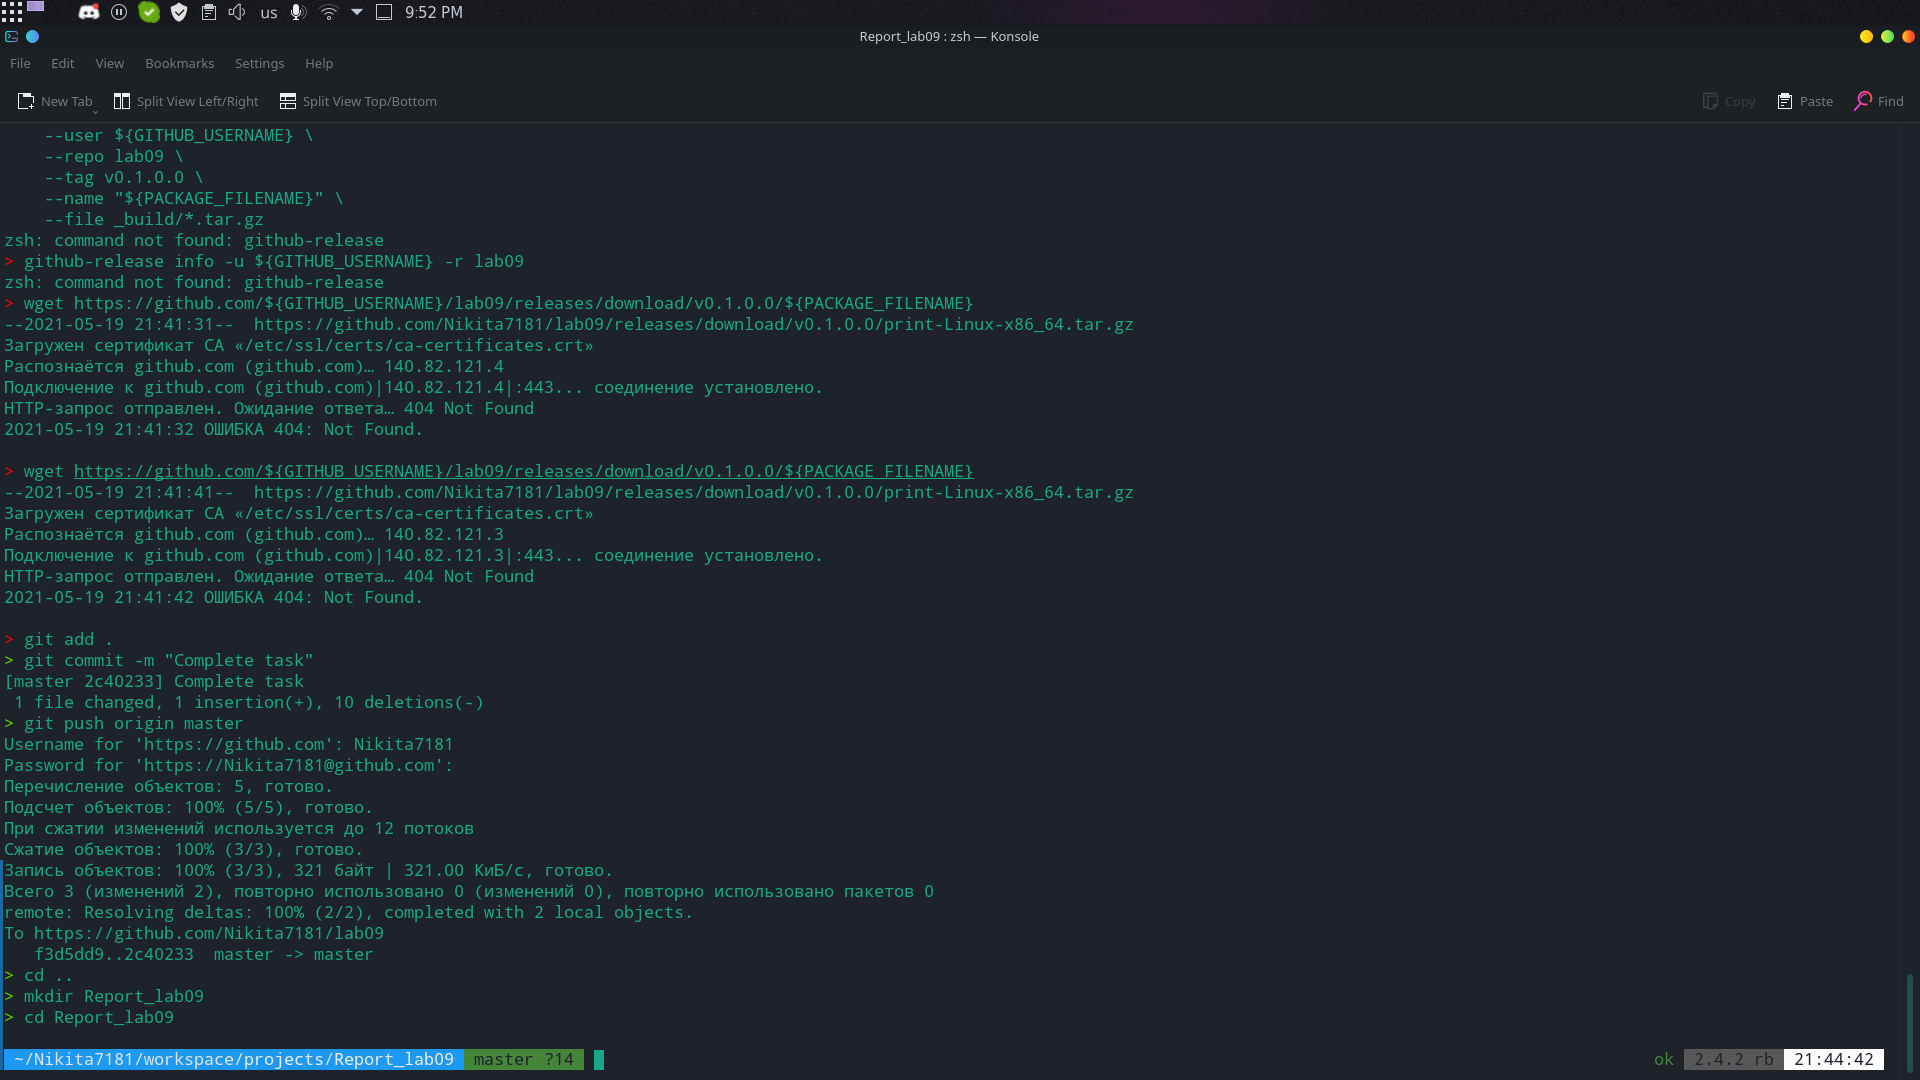 us 9:52 PM
Report_lab09 : zsh — Konsole
File Edit View Bookmarks Settings Help
New Tab Split View Left/Right Split View Top/Bottom Copy Paste Find
--user ${GITHUB_USERNAME} \
--repo lab09 \
--tag v0.1.0.0 \
--name "${PACKAGE_FILENAME}" \
--file _build/*.tar.gz
zsh: command not found: github-release
> github-release info -u ${GITHUB_USERNAME} -r lab09
zsh: command not found: github-release
> wget https://github.com/${GITHUB_USERNAME}/lab09/releases/download/v0.1.0.0/${PACKAGE_FILENAME}
--2021-05-19 21:41:31-- https://github.com/Nikita7181/lab09/releases/download/v0.1.0.0/print-Linux-x86_64.tar.gz
Загружен сертификат CA «/etc/ssl/certs/ca-certificates.crt»
Распознаётся github.com (github.com)… 140.82.121.4
Подключение к github.com (github.com)|140.82.121.4|:443... соединение установлено.
HTTP-запрос отправлен. Ожидание ответа… 404 Not Found
2021-05-19 21:41:32 ОШИБКА 404: Not Found.
> wget https://github.com/${GITHUB_USERNAME}/lab09/releases/download/v0.1.0.0/${PACKAGE_FILENAME}
--2021-05-19 21:41:41-- https://github.com/Nikita7181/lab09/releases/download/v0.1.0.0/print-Linux-x86_64.tar.gz
Загружен сертификат CA «/etc/ssl/certs/ca-certificates.crt»
Распознаётся github.com (github.com)… 140.82.121.3
Подключение к github.com (github.com)|140.82.121.3|:443... соединение установлено.
HTTP-запрос отправлен. Ожидание ответа… 404 Not Found
2021-05-19 21:41:42 ОШИБКА 404: Not Found.
> git add .
> git commit -m "Complete task"
[master 2c40233] Complete task
1 file changed, 1 insertion(+), 10 deletions(-)
> git push origin master
Username for 'https://github.com': Nikita7181
Password for 'https://Nikita7181@github.com':
Перечисление объектов: 5, готово.
Подсчет объектов: 100% (5/5), готово.
При сжатии изменений используется до 12 потоков
Сжатие объектов: 100% (3/3), готово.
Запись объектов: 100% (3/3), 321 байт | 321.00 КиБ/с, готово.
Всего 3 (изменений 2), повторно использовано 0 (изменений 0), повторно использовано пакетов 0
remote: Resolving deltas: 100% (2/2), completed with 2 local objects.
To https://github.com/Nikita7181/lab09
f3d5dd9..2c40233 master -> master
> cd ..
> mkdir Report_lab09
> cd Report_lab09
~/Nikita7181/workspace/projects/Report_lab09 master ?14 ok 2.4.2 rb 21:44:42